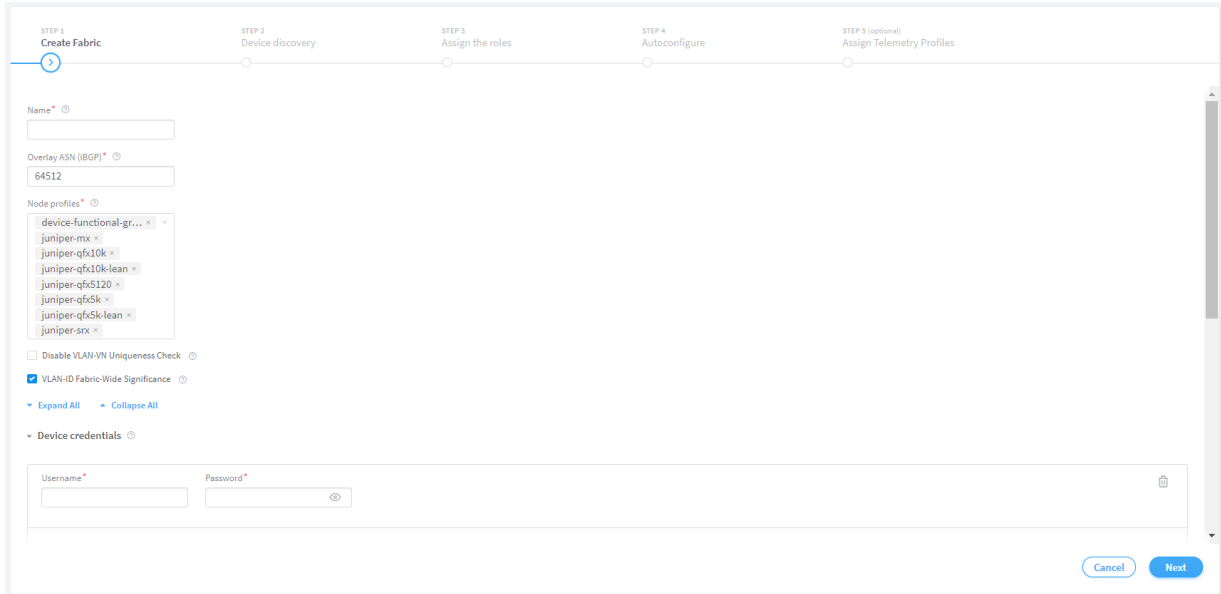 STEP 1
Create Fabric
STEP 2
Device discovery
STEP 3
Assign the roles
STEP 4
Autoconfigure
STEP 5 (optional)
Assign Telemetry Profiles
Name*
Overlay ASN (iBGP)*
64512
Node profiles*
device-functional-gr... ×
juniper-mx ×
juniper-qfx10k ×
juniper-qfx10k-lean ×
juniper-qfx5120 ×
juniper-qfx5k ×
juniper-qfx5k-lean ×
juniper-srx ×
Disable VLAN-VN Uniqueness Check
VLAN-ID Fabric-Wide Significance
Expand All Collapse All
Device credentials
Username* Password*
Cancel Next